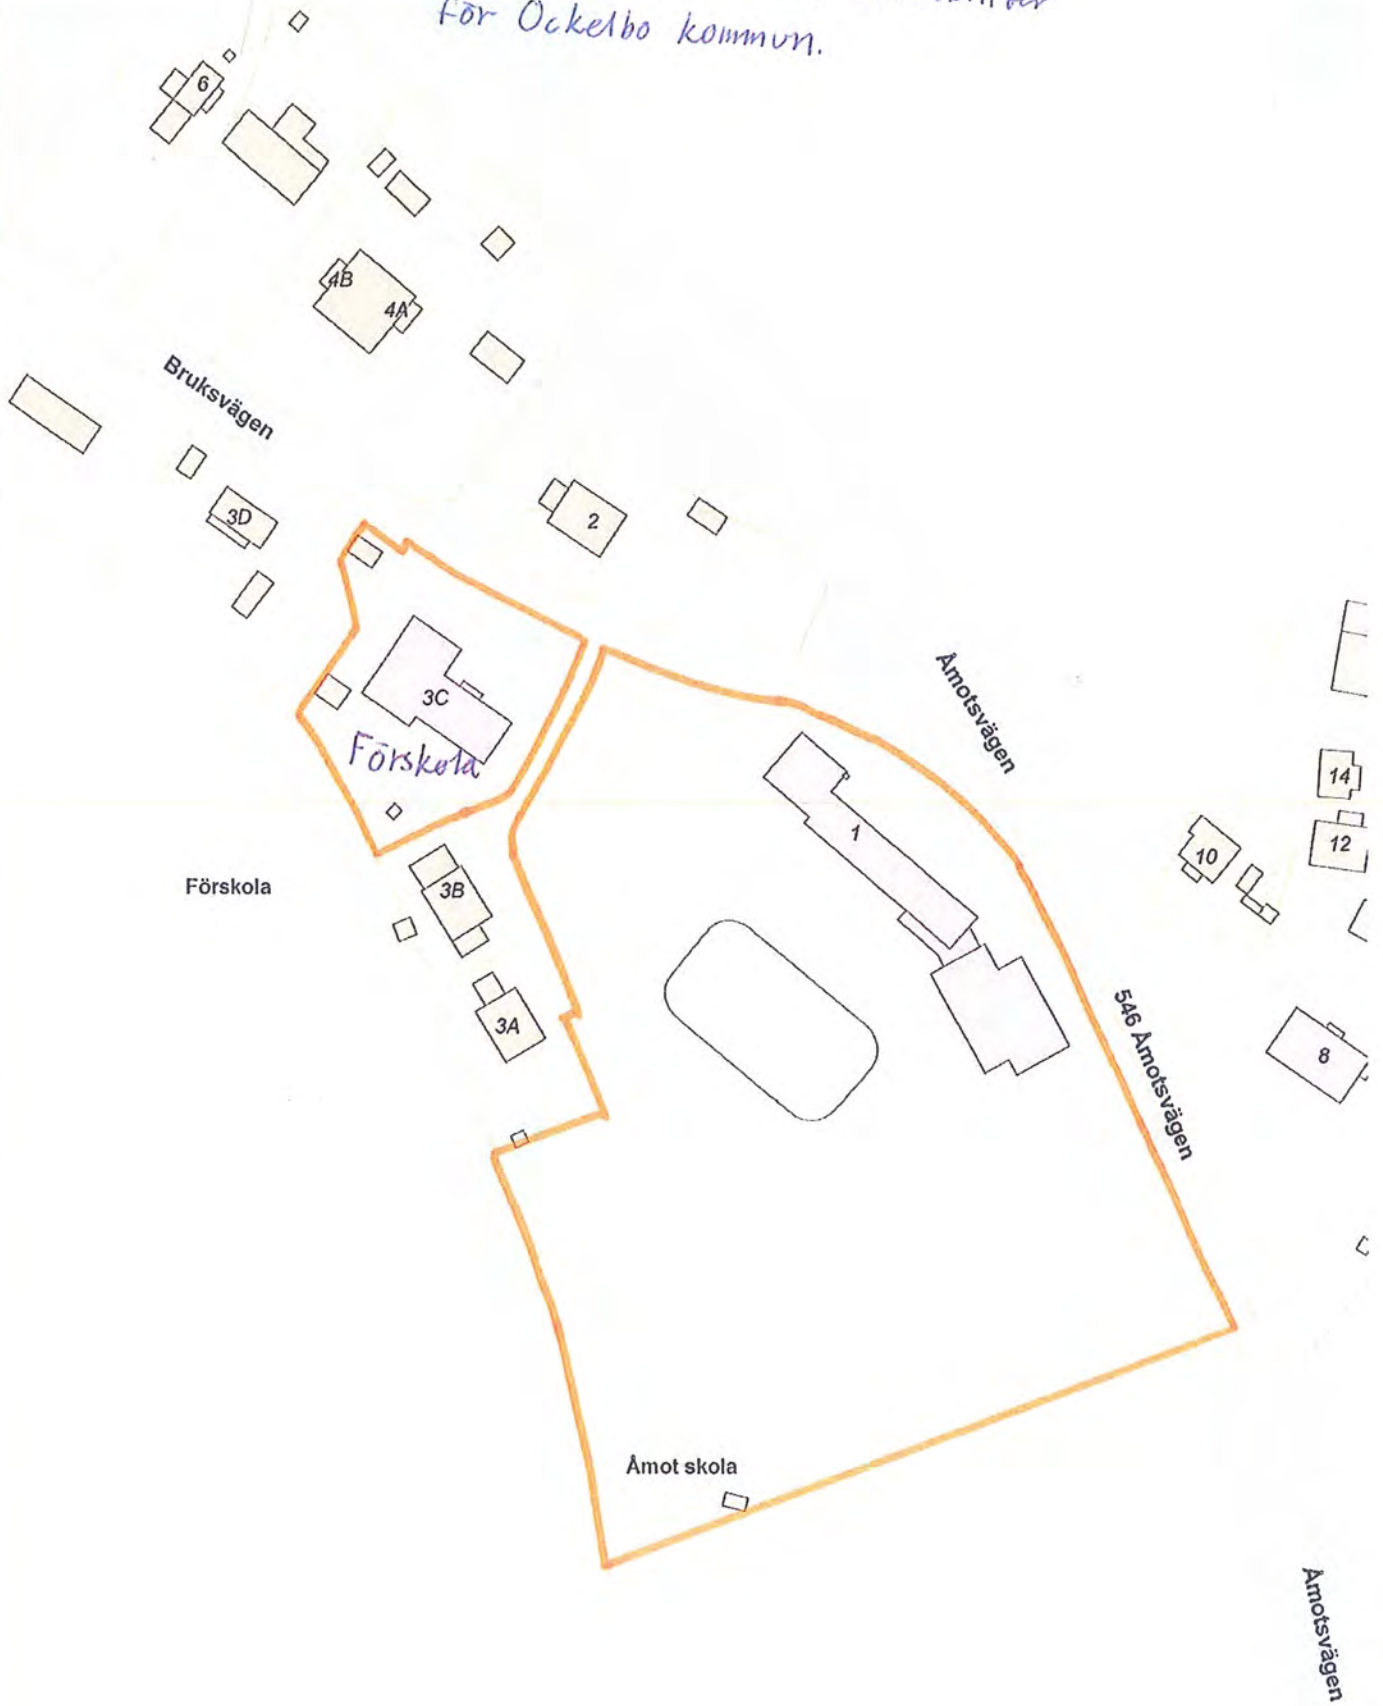 för Ockelbo kommun.
6
4B
4A
Bruksvägen
3D
2
3C
Förskola
Åmotsvägen
14
1
12
10
Förskola
3B
3A
546 Åmotsvägen
8
Åmot skola
Åmotsvägen